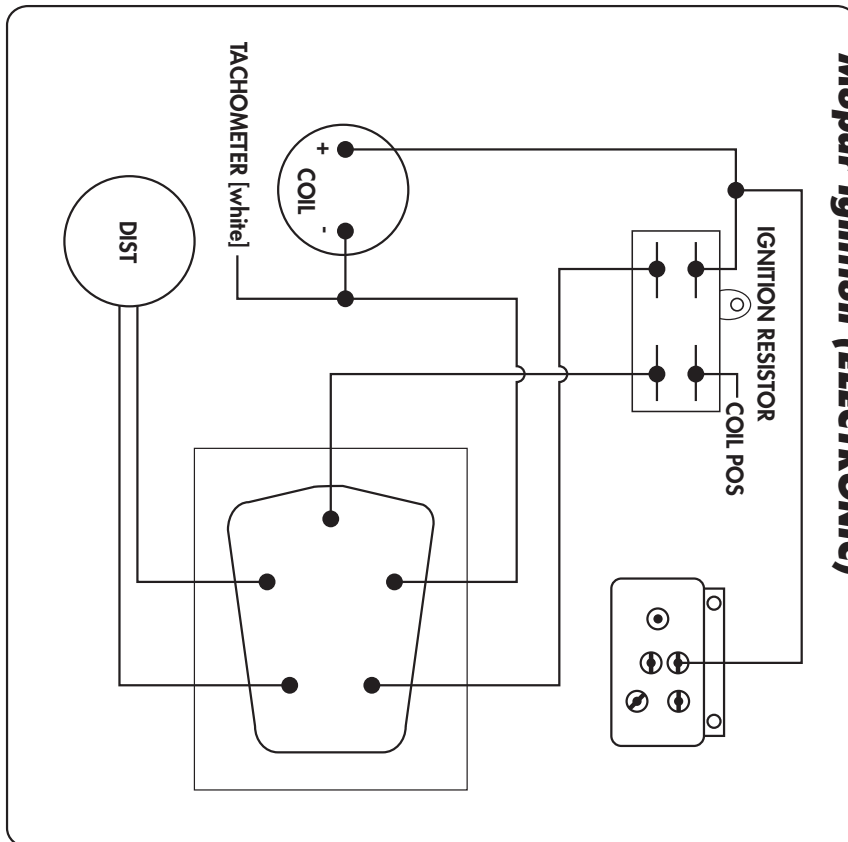 Mopar Ignition (ELECTRONIC)
IGNITION RESISTOR
COIL POS
+ COIL -
TACHOMETER [white]
DIST